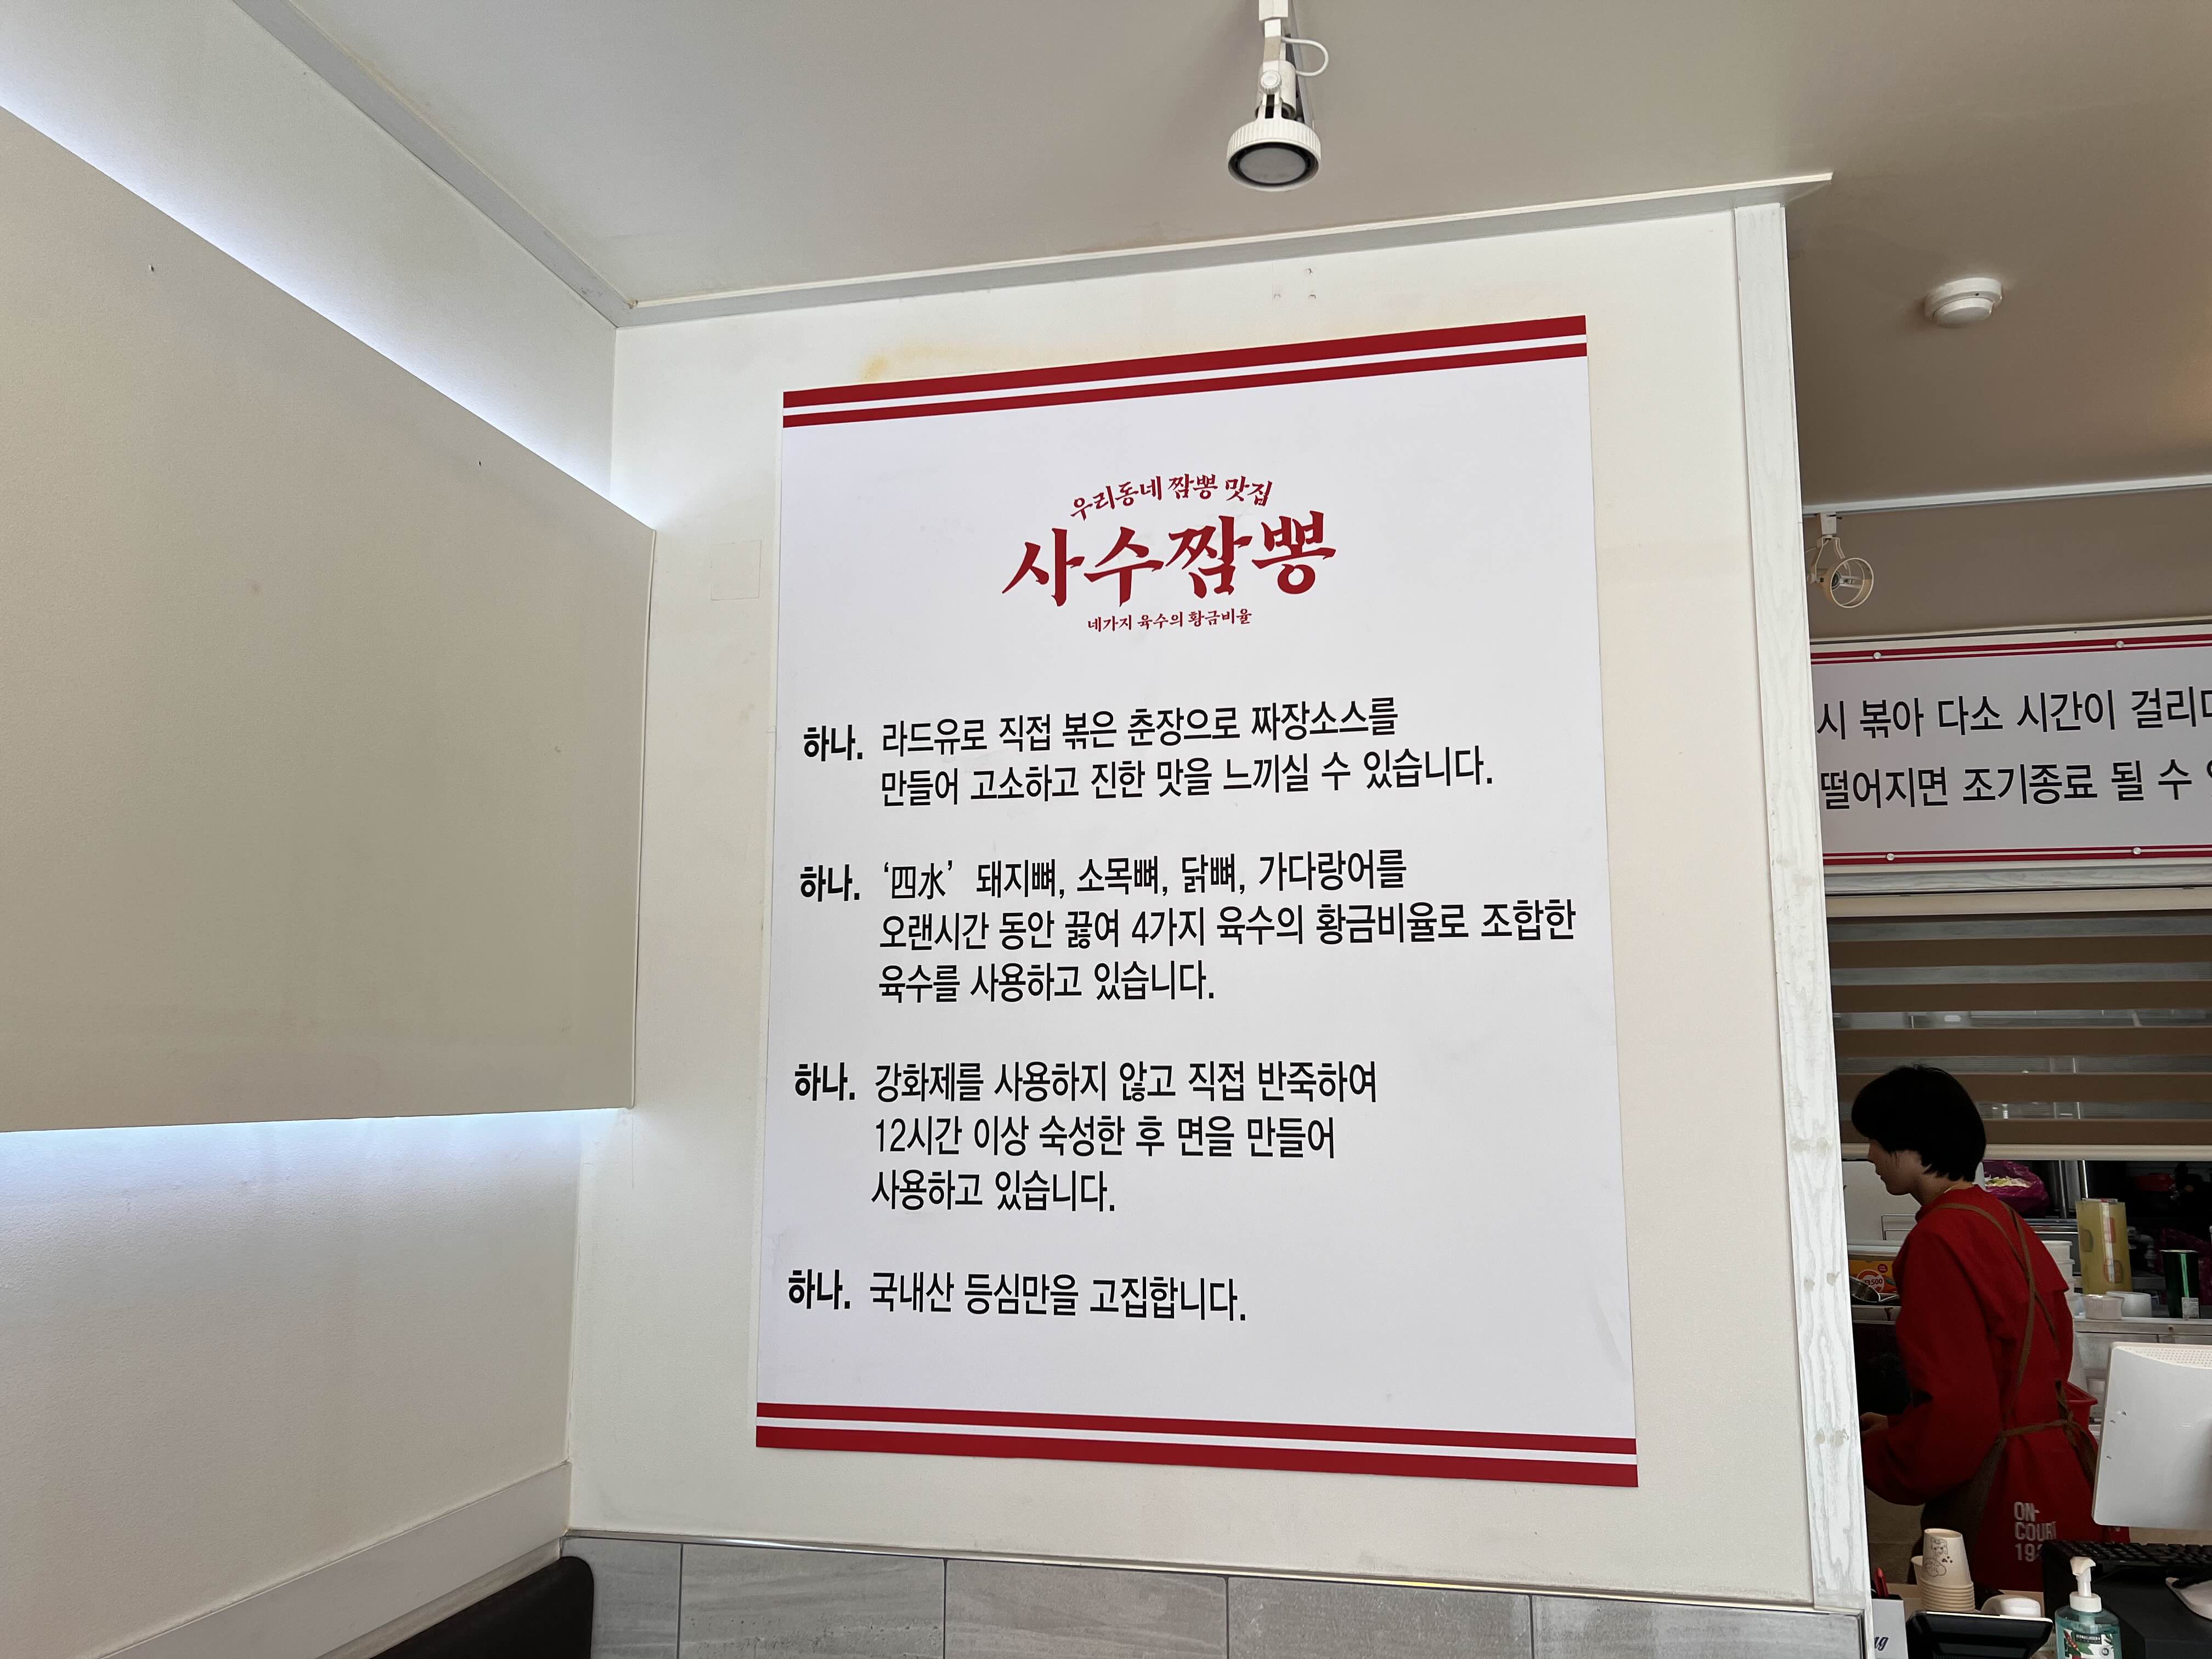 우리동네 짬뽕 맛집
사수짬뽕
네가지 육수의 황금비율
하나. 라드유로 직접 볶은 춘장으로 짜장소스를
만들어 고소하고 진한 맛을 느끼실 수 있습니다.
하나. ‘四水’ 돼지뼈, 소목뼈, 닭뼈, 가다랑어를
오랜시간 동안 끓여 4가지 육수의 황금비율로 조합한
육수를 사용하고 있습니다.
하나. 강화제를 사용하지 않고 직접 반죽하여
12시간 이상 숙성한 후 면을 만들어
사용하고 있습니다.
하나. 국내산 등심만을 고집합니다.
시 볶아 다소 시간이 걸리
떨어지면 조기종료 될 수
ON-
COURT